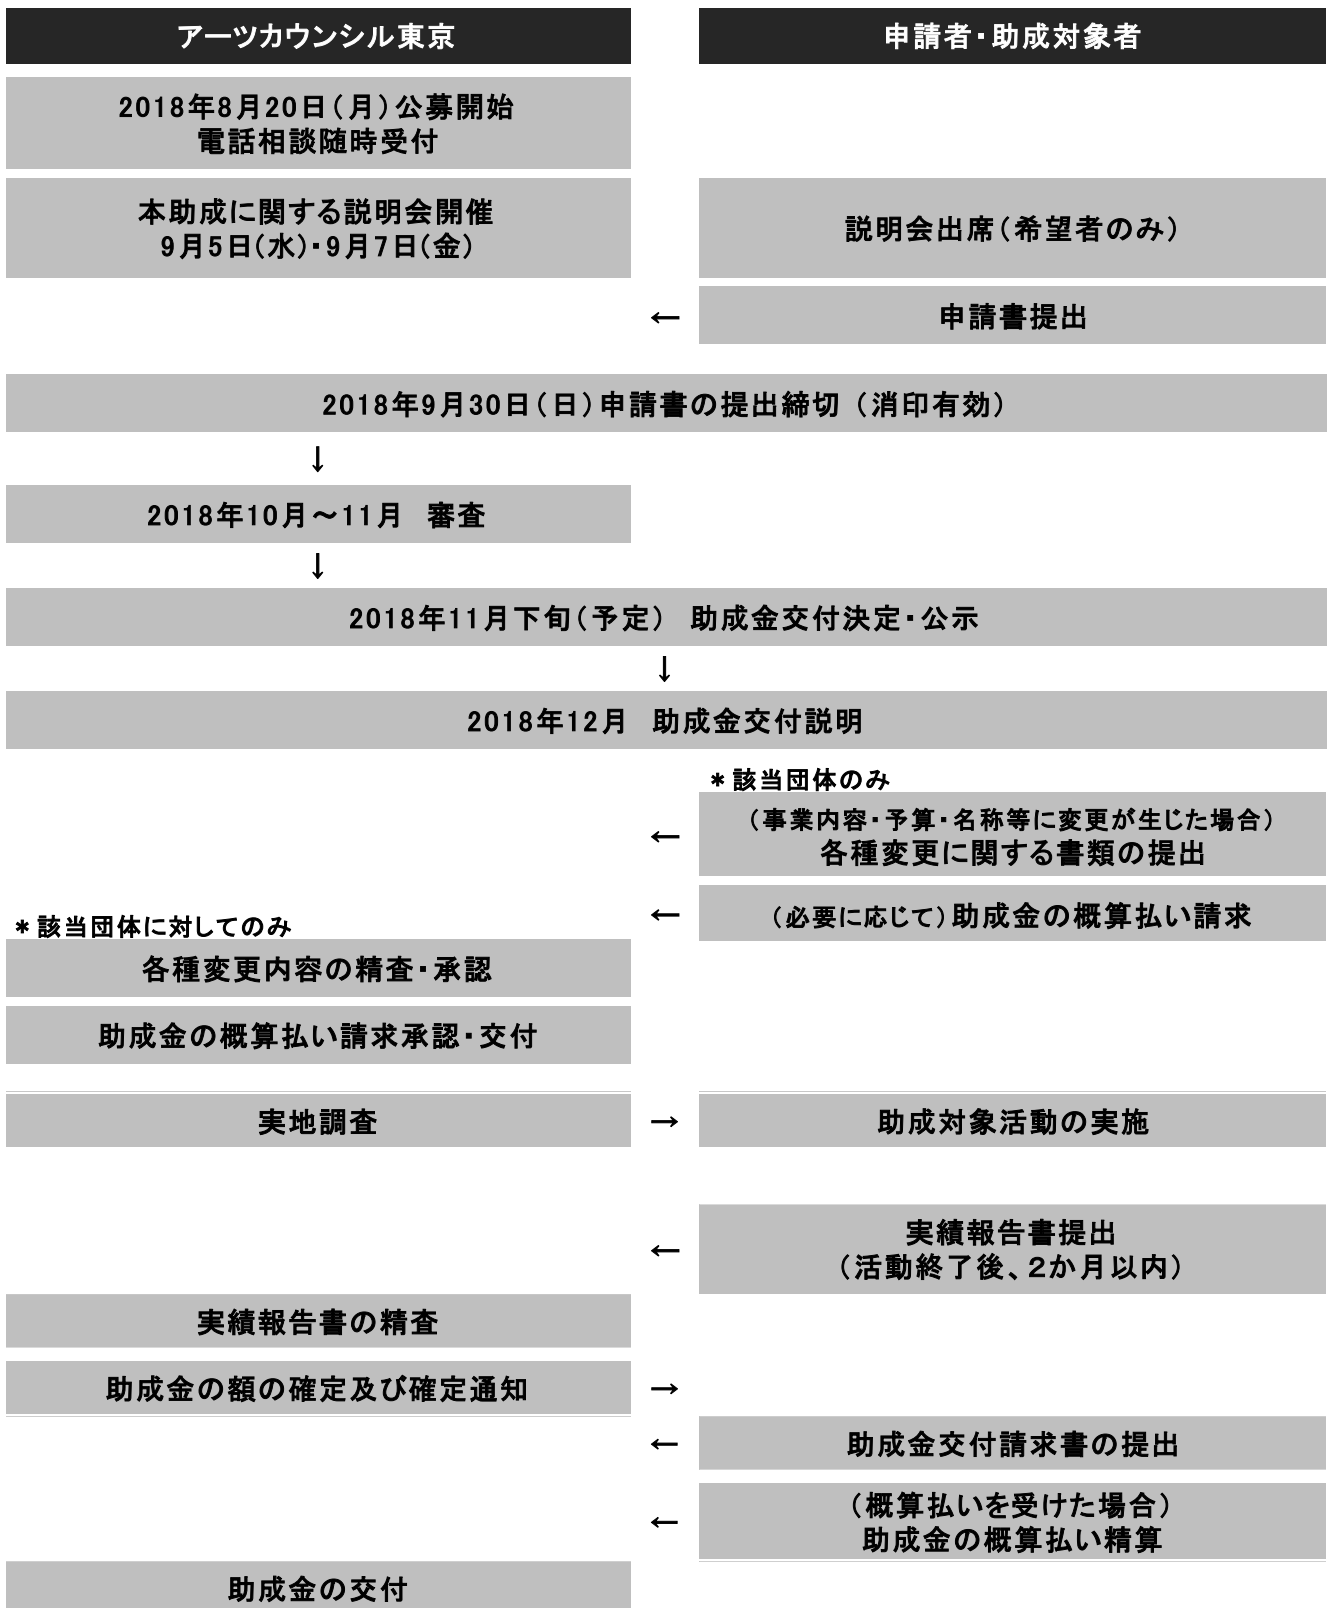 アーツカウンシル東京
申請者・助成対象者
2018年8月20日（月）公募開始
電話相談随時受付
本助成に関する説明会開催
9月5日(水)・9月7日(金)
説明会出席（希望者のみ）
←
申請書提出
2018年9月30日（日）申請書の提出締切（消印有効）
↓
2018年10月～11月　審査
↓
2018年11月下旬（予定）　助成金交付決定・公示
↓
2018年12月　助成金交付説明
＊該当団体のみ
←
（事業内容・予算・名称等に変更が生じた場合）
各種変更に関する書類の提出
←
（必要に応じて）助成金の概算払い請求
＊該当団体に対してのみ
各種変更内容の精査・承認
助成金の概算払い請求承認・交付
実地調査
→
助成対象活動の実施
←
実績報告書提出
（活動終了後、2か月以内）
実績報告書の精査
助成金の額の確定及び確定通知
→
←
助成金交付請求書の提出
←
（概算払いを受けた場合）
助成金の概算払い精算
助成金の交付